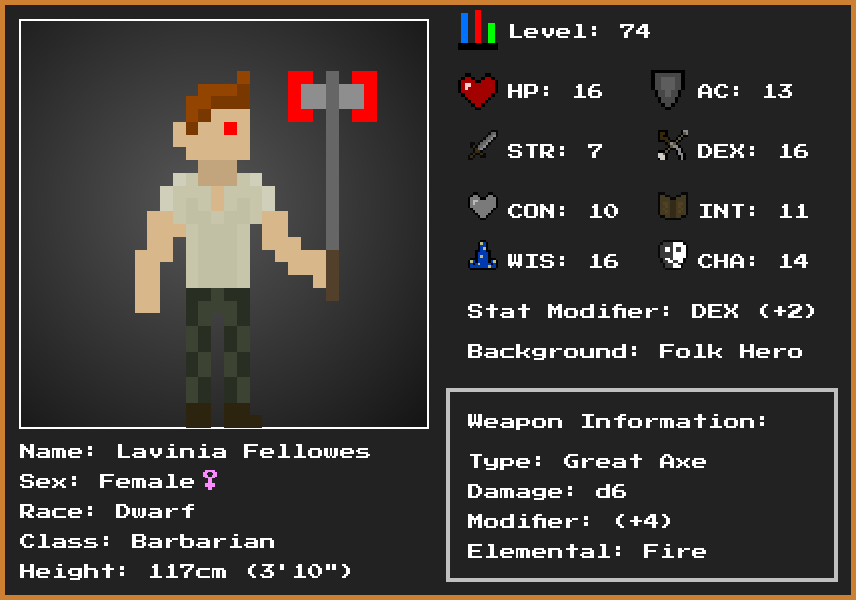 Level: 74
HP: 16 AC: 13
STR: 7 DEX: 16
CON: 10 INT: 11
WIS: 16 CHA: 14
Stat Modifier: DEX (+2)
Background: Folk Hero
Weapon Information:
Type: Great Axe
Damage: d6
Modifier: (+4)
Elemental: Fire
Name: Lavinia Fellowes
Sex: Female♀
Race: Dwarf
Class: Barbarian
Height: 117cm (3'10")